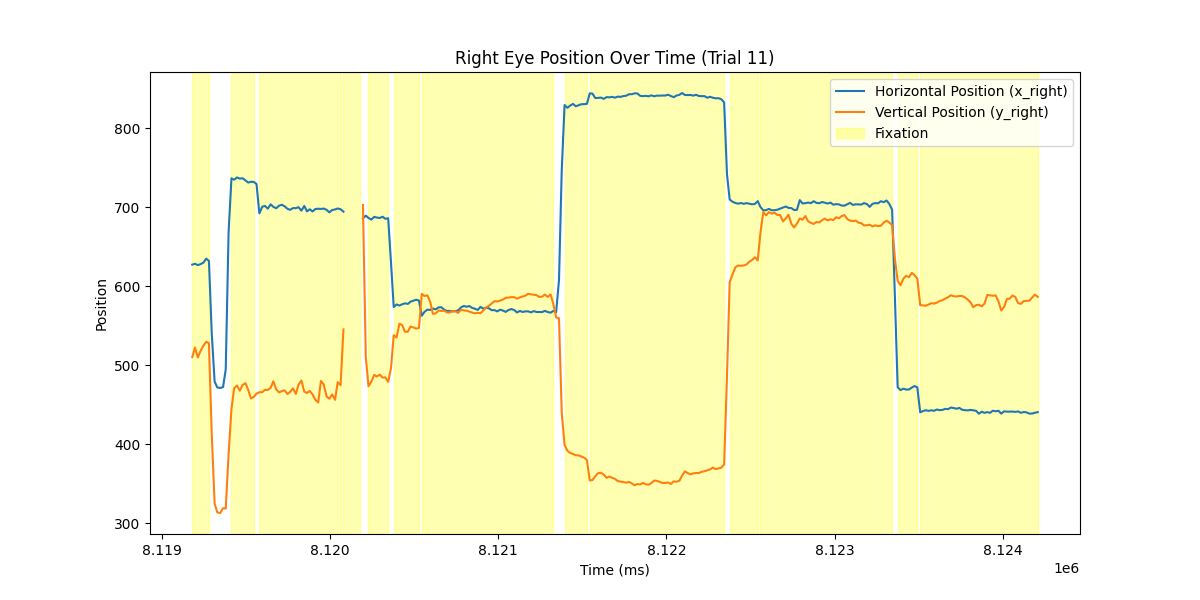 Right Eye Position Over Time (Trial 11)
Horizontal Position (x_right)
Vertical Position (y_right)
Fixation
Position
800
700
600
500
400
300
8.119
8.120
8.121
8.122
8.123
8.124
Time (ms)
1e6